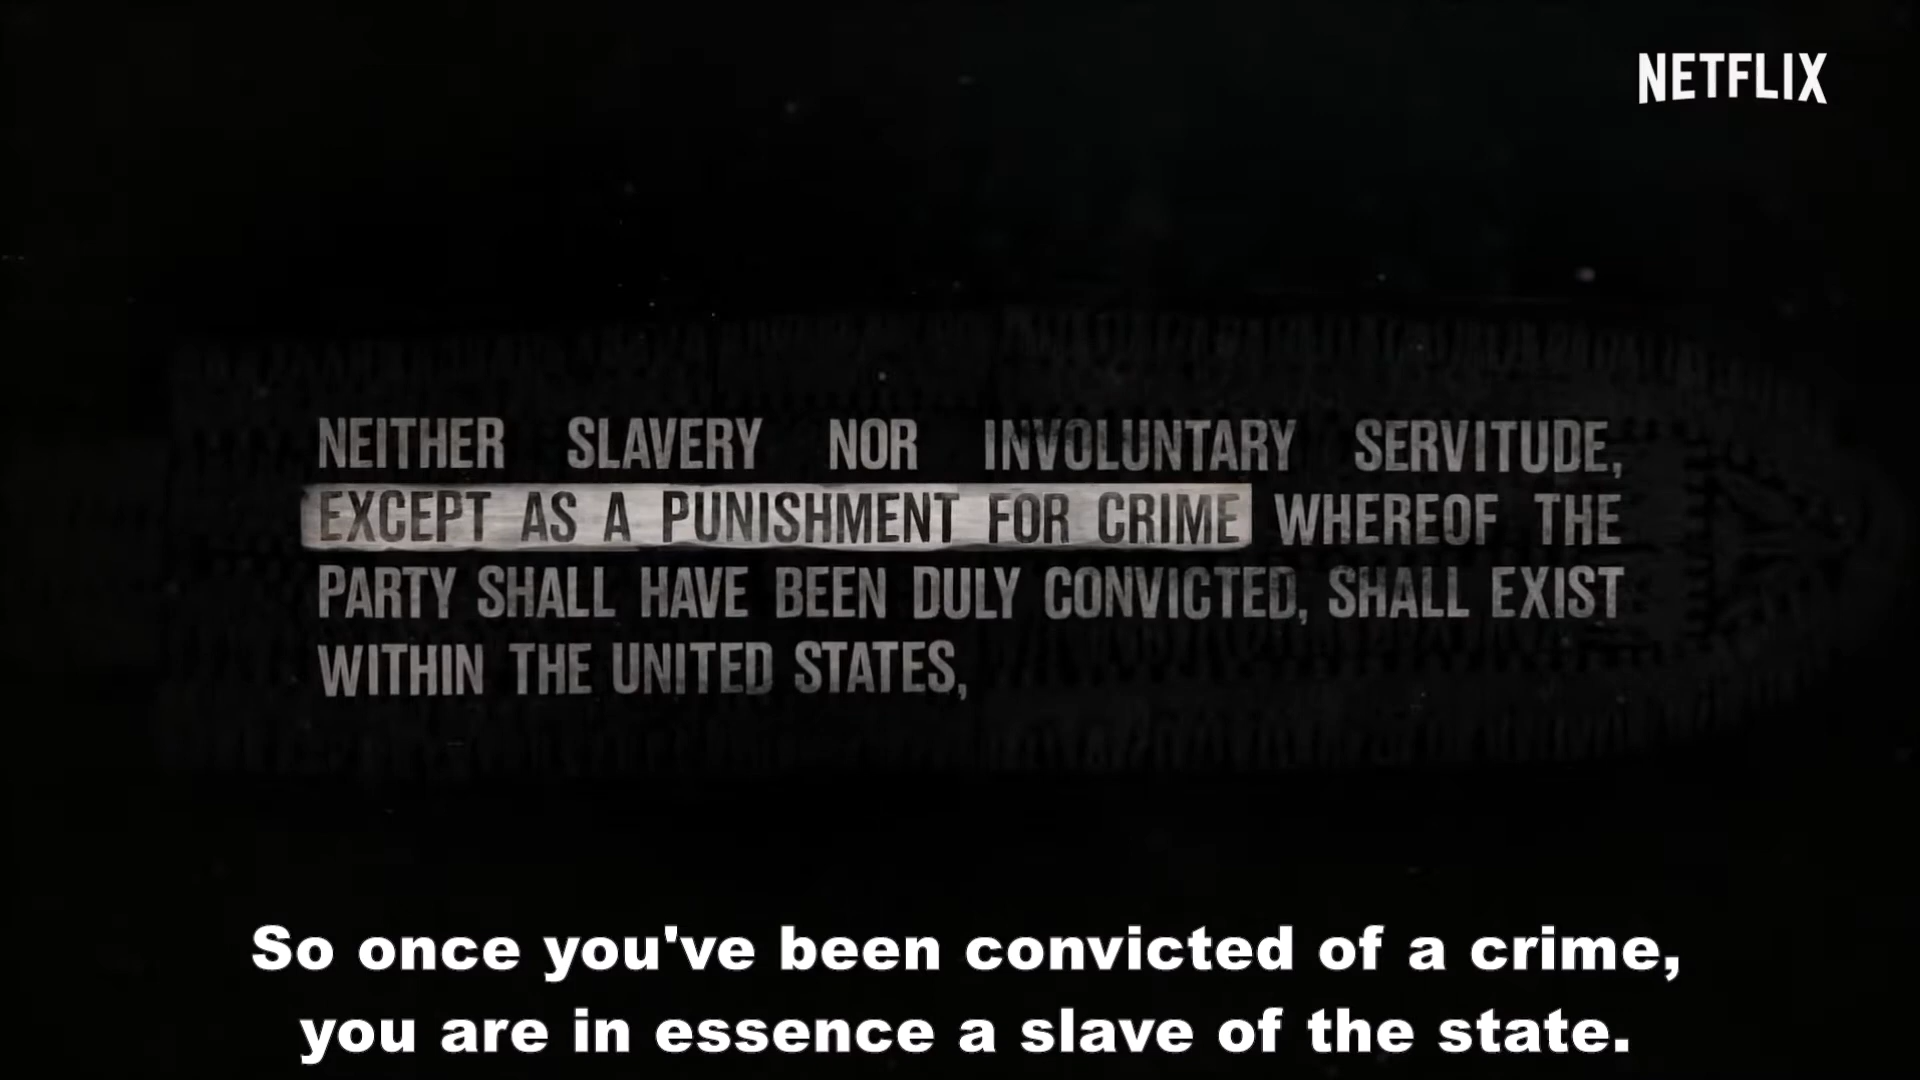 NETFLIX
NEITHER SLAVERY NOR INVOLUNTARY SERVITUDE,
EXCEPT AS A PUNISHMENT FOR CRIME WHEREOF THE
PARTY SHALL HAVE BEEN DULY CONVICTED, SHALL EXIST
WITHIN THE UNITED STATES,
So once you've been convicted of a crime,
you are in essence a slave of the state.